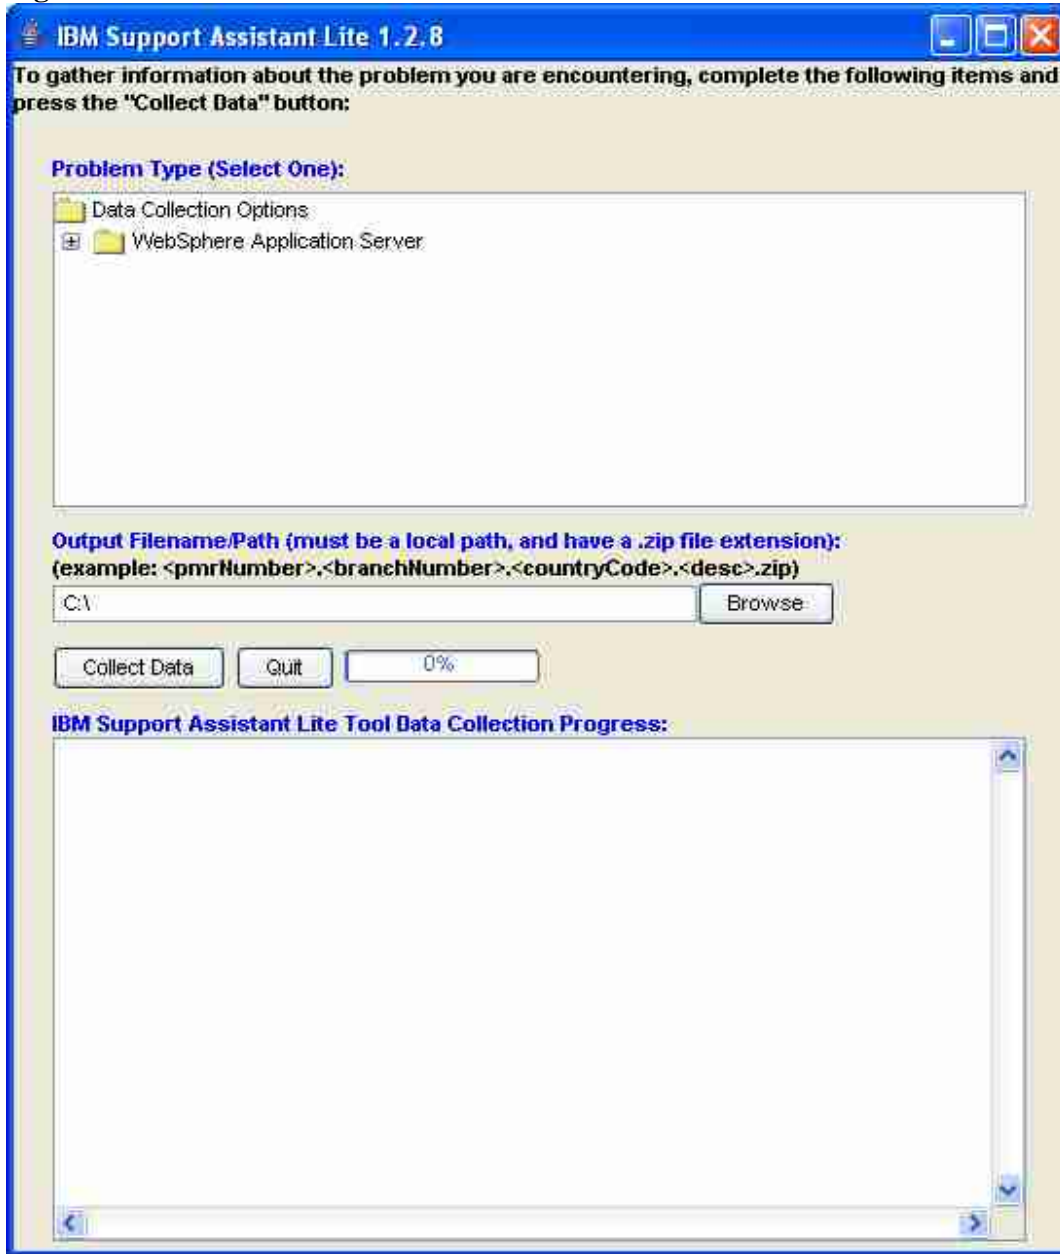 IBM Support Assistant Lite 1.2.8
To gather information about the problem you are encountering, complete the following items and
press the "Collect Data" button:
Problem Type (Select One):
Data Collection Options
WebSphere Application Server
Output Filename/Path (must be a local path, and have a .zip file extension):
(example: <pmrNumber>.<branchNumber>.<countryCode>.<desc>.zip)
C:\
Browse
Collect Data
Quit
0%
IBM Support Assistant Lite Tool Data Collection Progress: